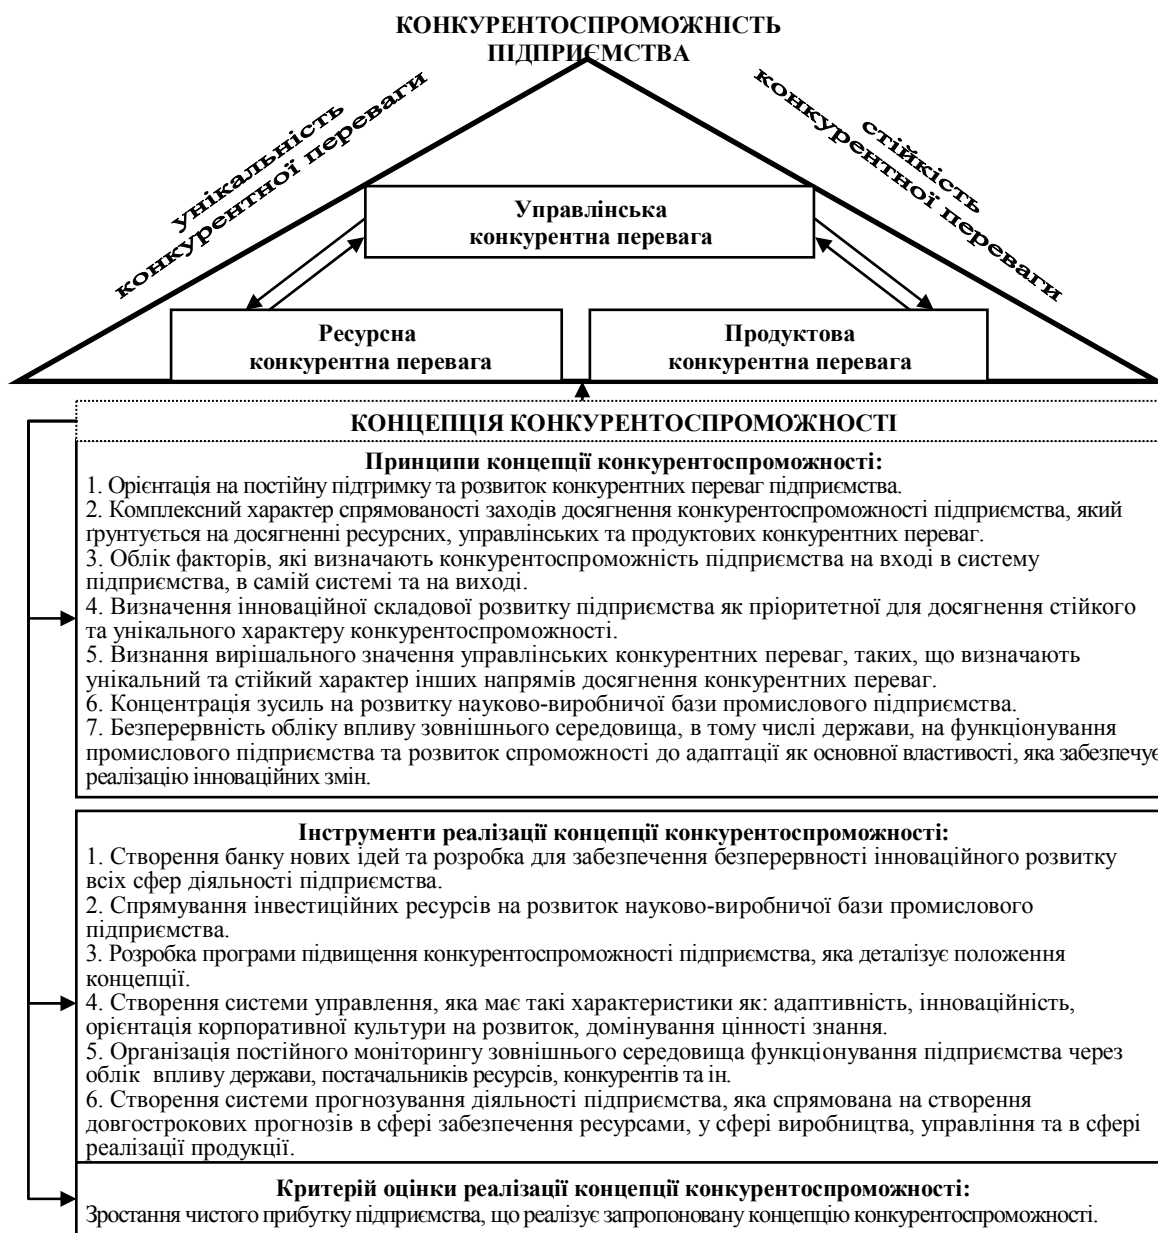 КОНКУРЕНТОСПРОМОЖНІСТЬ
ПІДПРИЄМСТВА
унікальність
конкурентної переваги
стійкість
конкурентної переваги
Управлінська
конкурентна перевага
Ресурсна
конкурентна перевага
Продуктова
конкурентна перевага
КОНЦЕПЦІЯ КОНКУРЕНТОСПРОМОЖНОСТІ
Принципи концепції конкурентоспроможності:
1. Орієнтація на постійну підтримку та розвиток конкурентних переваг підприємства.
2. Комплексний характер спрямованості заходів досягнення конкурентоспроможності підприємства, який
ґрунтується на досягненні ресурсних, управлінських та продуктових конкурентних переваг.
3. Облік факторів, які визначають конкурентоспроможність підприємства на вході в систему
підприємства, в самій системі та на виході.
4. Визначення інноваційної складової розвитку підприємства як пріоритетної для досягнення стійкого
та унікального характеру конкурентоспроможності.
5. Визнання вирішального значення управлінських конкурентних переваг, таких, що визначають
унікальний та стійкий характер інших напрямів досягнення конкурентних переваг.
6. Концентрація зусиль на розвитку науково-виробничої бази промислового підприємства.
7. Безперервність обліку впливу зовнішнього середовища, в тому числі держави, на функціонування
промислового підприємства та розвиток спроможності до адаптації як основної властивості, яка забезпечує
реалізацію інноваційних змін.
Інструменти реалізації концепції конкурентоспроможності:
1. Створення банку нових ідей та розробка для забезпечення безперервності інноваційного розвитку
всіх сфер діяльності підприємства.
2. Спрямування інвестиційних ресурсів на розвиток науково-виробничої бази промислового
підприємства.
3. Розробка програми підвищення конкурентоспроможності підприємства, яка деталізує положення
концепції.
4. Створення системи управління, яка має такі характеристики як: адаптивність, інноваційність,
орієнтація корпоративної культури на розвиток, домінування цінності знання.
5. Організація постійного моніторингу зовнішнього середовища функціонування підприємства через
облік впливу держави, постачальників ресурсів, конкурентів та ін.
6. Створення системи прогнозування діяльності підприємства, яка спрямована на створення
довгострокових прогнозів в сфері забезпечення ресурсами, у сфері виробництва, управління та в сфері
реалізації продукції.
Критерій оцінки реалізації концепції конкурентоспроможності:
Зростання чистого прибутку підприємства, що реалізує запропоновану концепцію конкурентоспроможності.